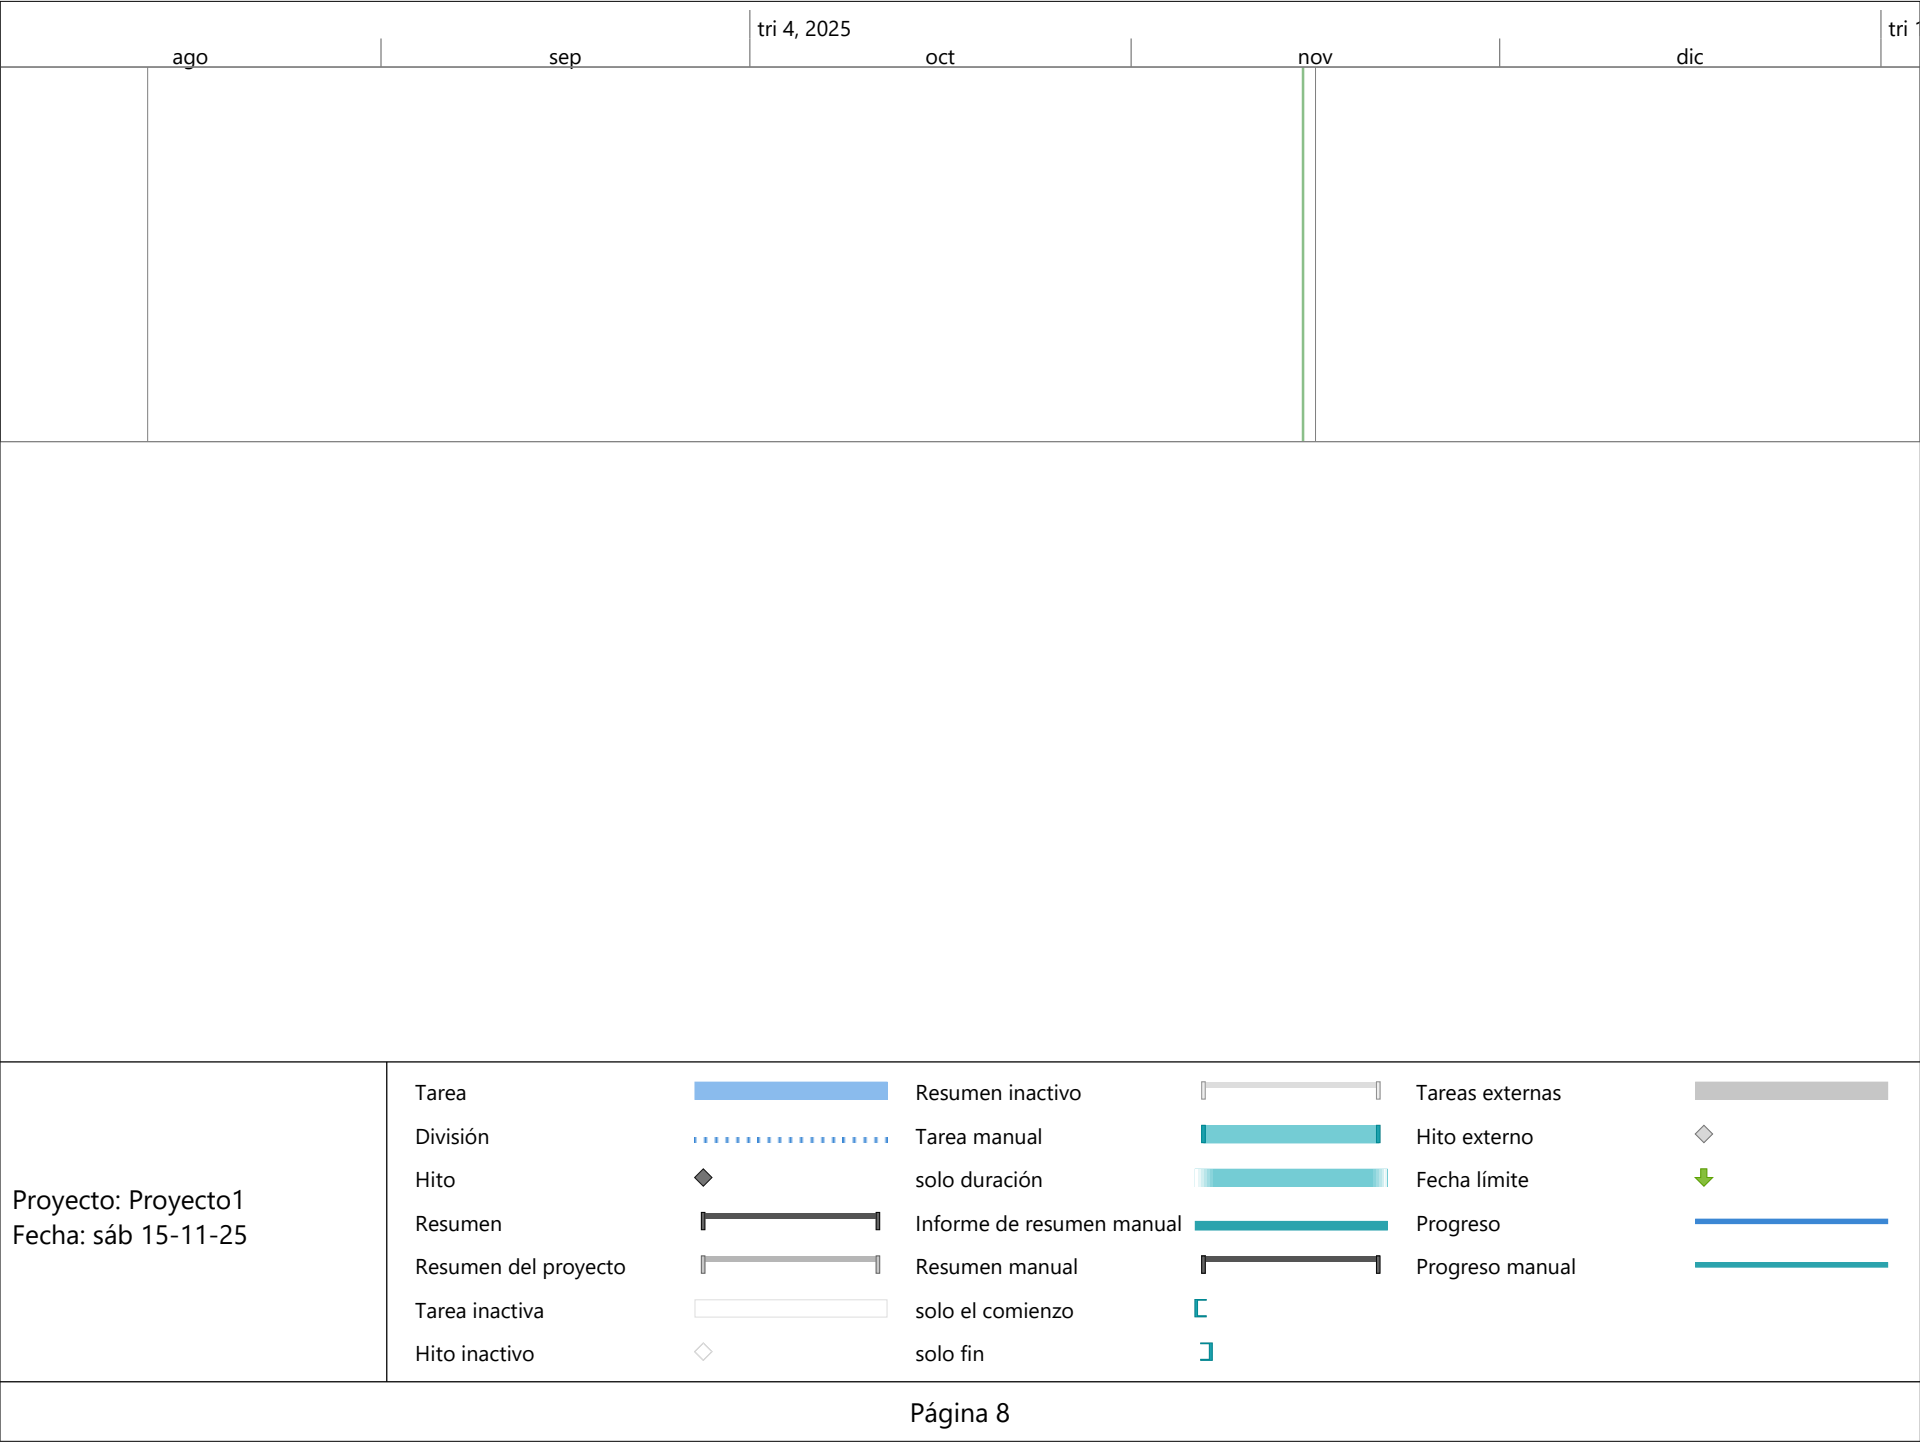 tri 4, 2025
tri 1
ago
sep
oct
nov
dic
Proyecto: Proyecto1
Fecha: sáb 15-11-25
Tarea
División
Hito
Resumen
Resumen del proyecto
Tarea inactiva
Hito inactivo
Resumen inactivo
Tarea manual
solo duración
Informe de resumen manual
Resumen manual
solo el comienzo
solo fin
Tareas externas
Hito externo
Fecha límite
Progreso
Progreso manual
Página 8